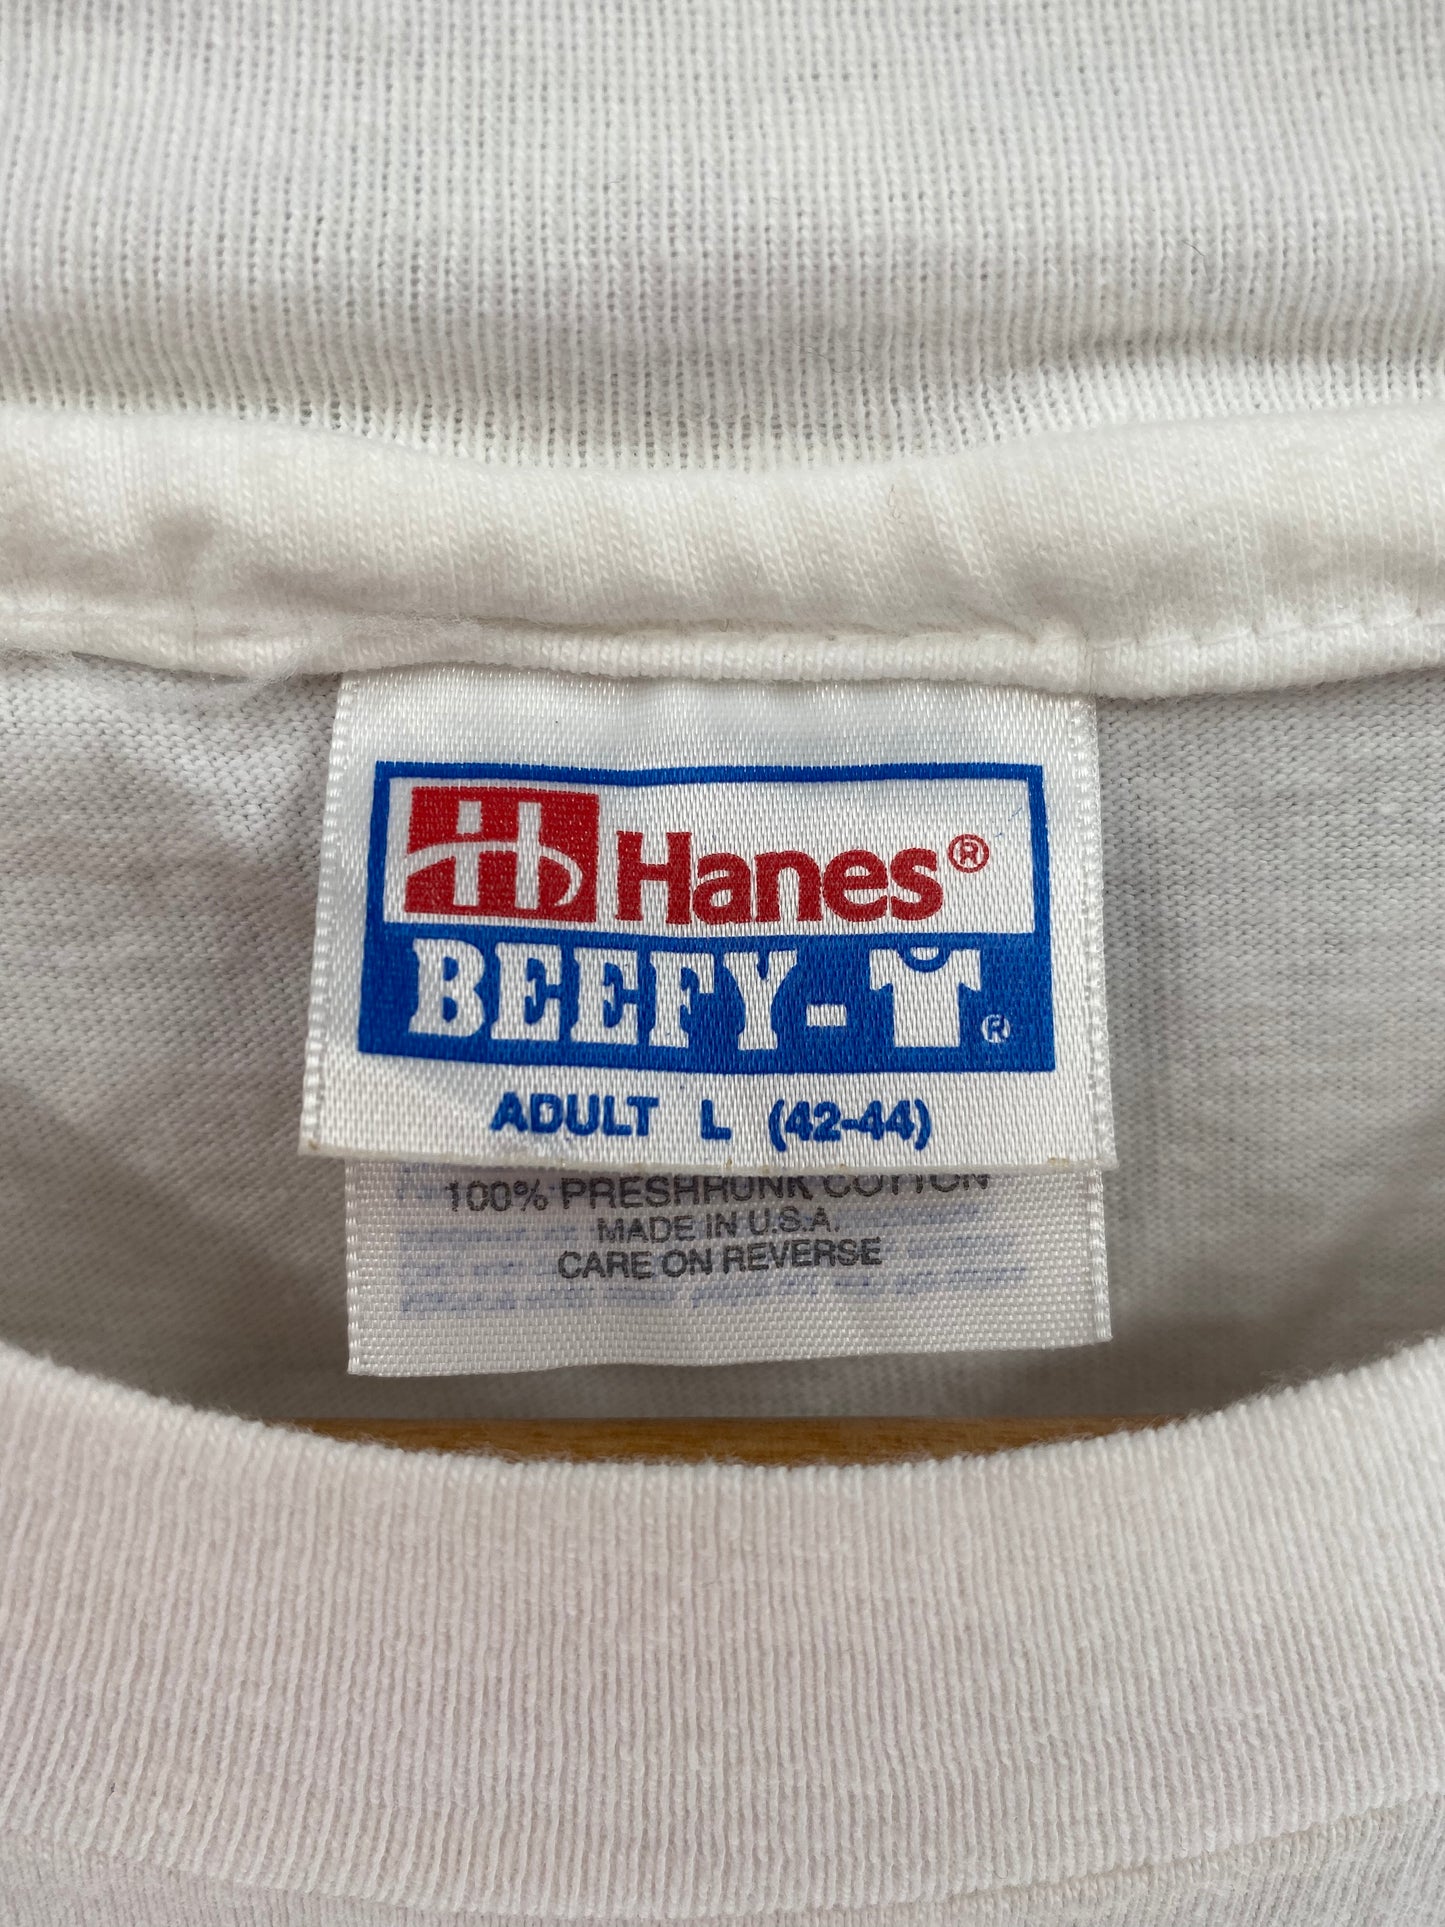 Hanes®
BEEFY-T®
ADULT L (42-44)
100% PRESHRUNK COTTON
MADE IN U.S.A.
CARE ON REVERSE